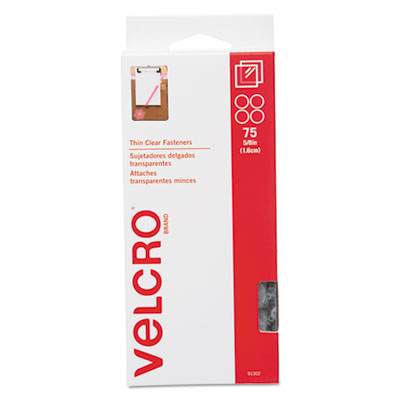 Thin Clear Fasteners
Sujetadores delgados
transparentes
Attaches
transparentes minces
75
5/8in
(1.6cm)
VELCRO®
BRAND
91302